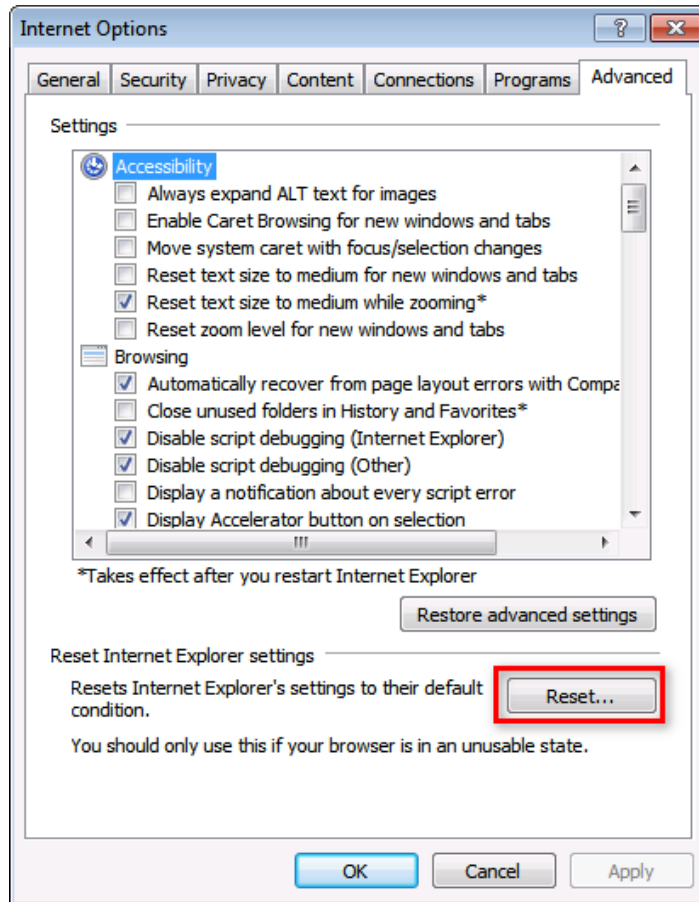 Internet Options
General Security Privacy Content Connections Programs Advanced
Settings
Accessibility
Always expand ALT text for images
Enable Caret Browsing for new windows and tabs
Move system caret with focus/selection changes
Reset text size to medium for new windows and tabs
Reset text size to medium while zooming*
Reset zoom level for new windows and tabs
Browsing
Automatically recover from page layout errors with Compa
Close unused folders in History and Favorites*
Disable script debugging (Internet Explorer)
Disable script debugging (Other)
Display a notification about every script error
Display Accelerator button on selection
*Takes effect after you restart Internet Explorer
Restore advanced settings
Reset Internet Explorer settings
Resets Internet Explorer's settings to their default
condition.
Reset...
You should only use this if your browser is in an unusable state.
OK Cancel Apply